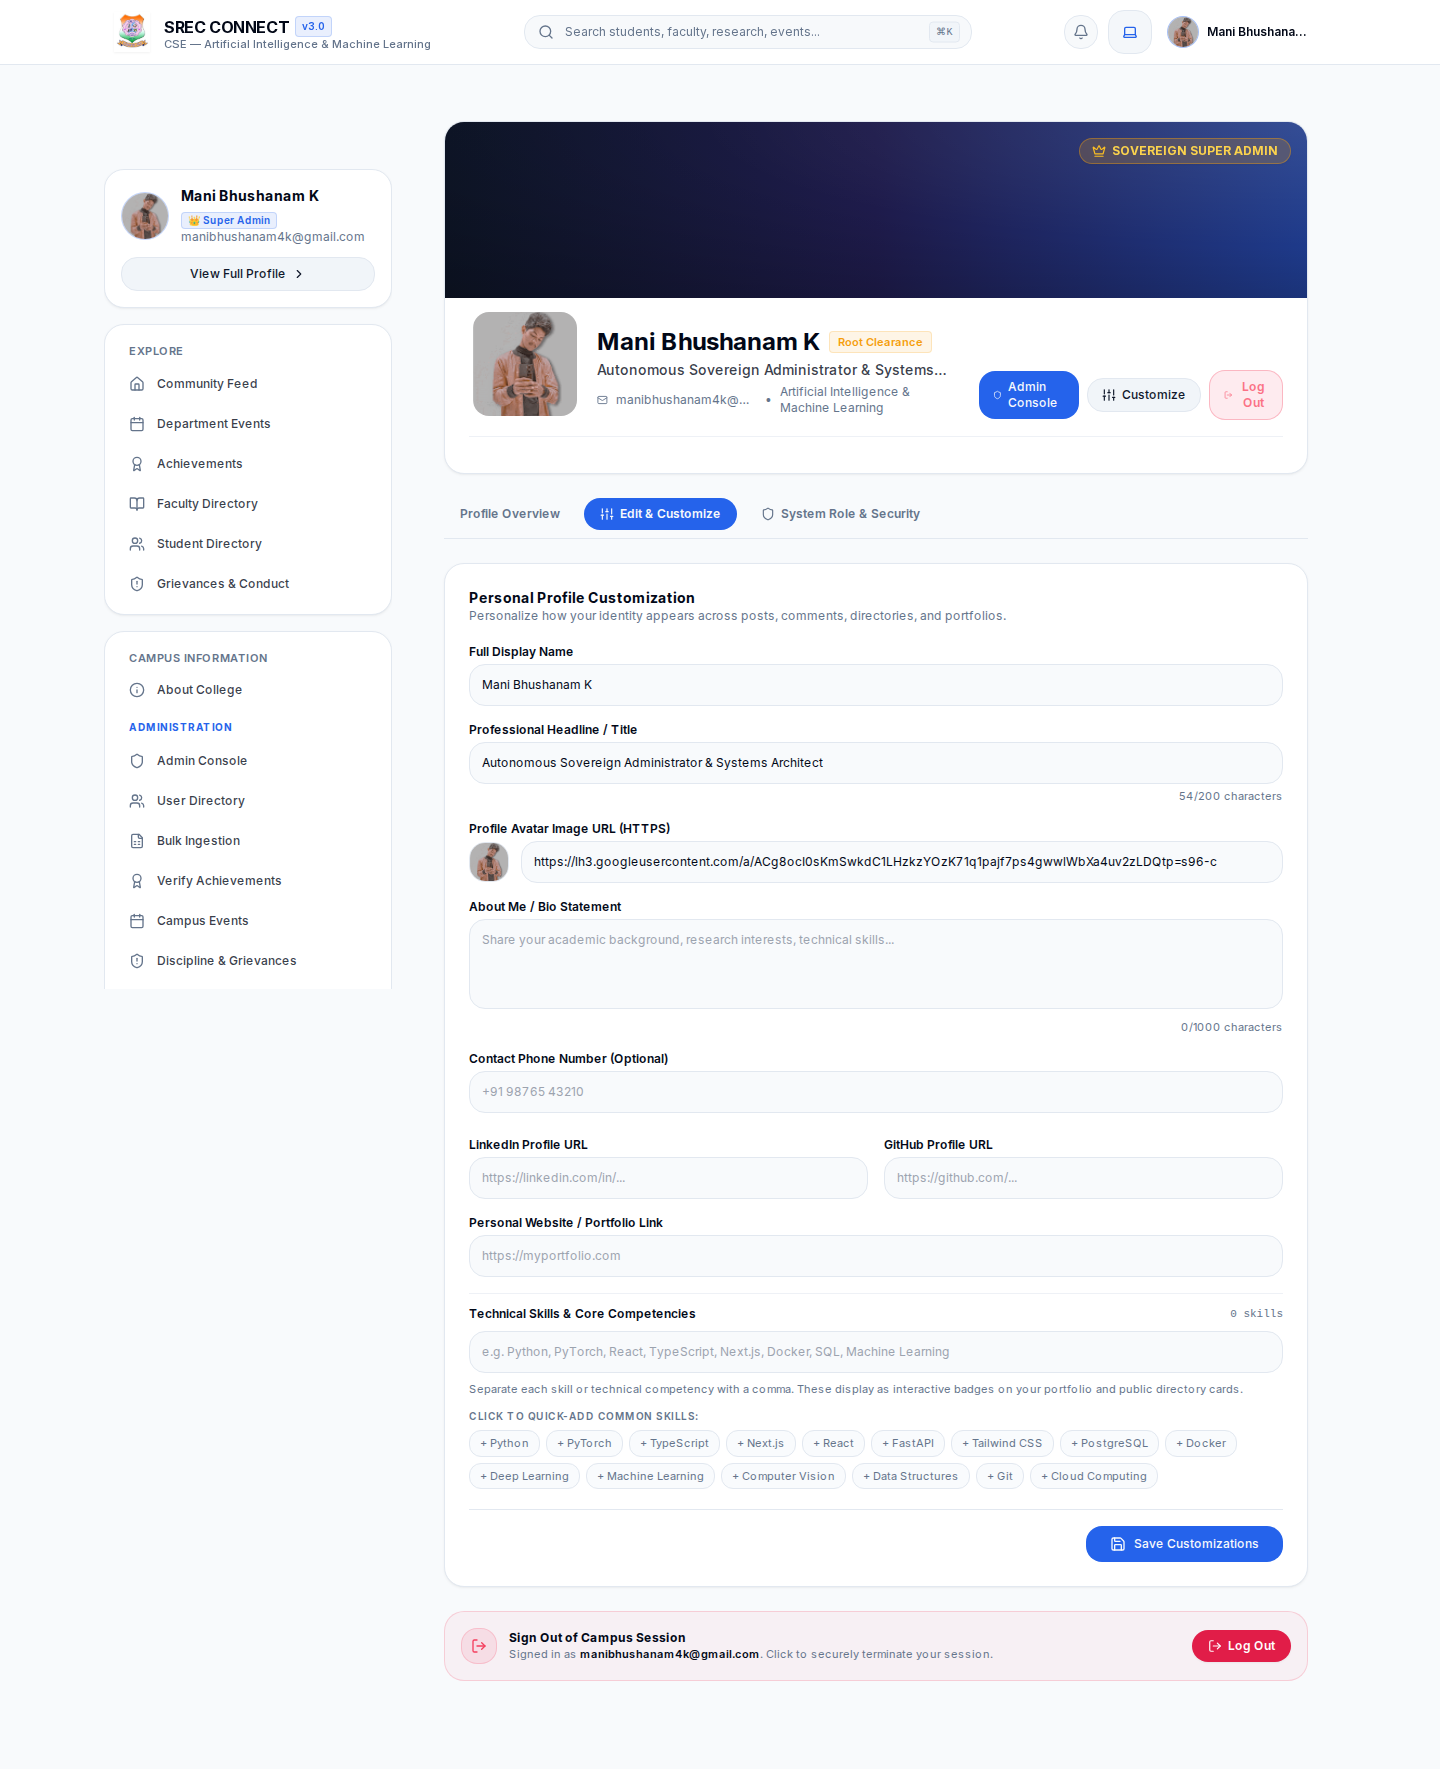 SREC CONNECT v3.0
CSE — Artificial Intelligence & Machine Learning
Search students, faculty, research, events...
⌘K
Mani Bhushana...
Mani Bhushanam K
👑 Super Admin
manibhushanam4k@gmail.com
View Full Profile
EXPLORE
Community Feed
Department Events
Achievements
Faculty Directory
Student Directory
Grievances & Conduct
CAMPUS INFORMATION
About College
ADMINISTRATION
Admin Console
User Directory
Bulk Ingestion
Verify Achievements
Campus Events
Discipline & Grievances
SOVEREIGN SUPER ADMIN
Mani Bhushanam K Root Clearance
Autonomous Sovereign Administrator & Systems...
manibhushanam4k@...
•
Artificial Intelligence &
Machine Learning
Admin
Console
Customize
Log
Out
Profile Overview
Edit & Customize
System Role & Security
Personal Profile Customization
Personalize how your identity appears across posts, comments, directories, and portfolios.
Full Display Name
Mani Bhushanam K
Professional Headline / Title
Autonomous Sovereign Administrator & Systems Architect
54/200 characters
Profile Avatar Image URL (HTTPS)
https://lh3.googleusercontent.com/a/ACg8ocI0sKmSwkdC1LHzkzYOzK71q1pajf7ps4gwwlWbXa4uv2zLDQtp=s96-c
About Me / Bio Statement
Share your academic background, research interests, technical skills...
0/1000 characters
Contact Phone Number (Optional)
+91 98765 43210
LinkedIn Profile URL
https://linkedin.com/in/...
GitHub Profile URL
https://github.com/...
Personal Website / Portfolio Link
https://myportfolio.com
Technical Skills & Core Competencies
0 skills
e.g. Python, PyTorch, React, TypeScript, Next.js, Docker, SQL, Machine Learning
Separate each skill or technical competency with a comma. These display as interactive badges on your portfolio and public directory cards.
CLICK TO QUICK-ADD COMMON SKILLS:
+ Python + PyTorch + TypeScript + Next.js + React + FastAPI + Tailwind CSS + PostgreSQL + Docker
+ Deep Learning + Machine Learning + Computer Vision + Data Structures + Git + Cloud Computing
Save Customizations
Sign Out of Campus Session
Signed in as manibhushanam4k@gmail.com. Click to securely terminate your session.
Log Out